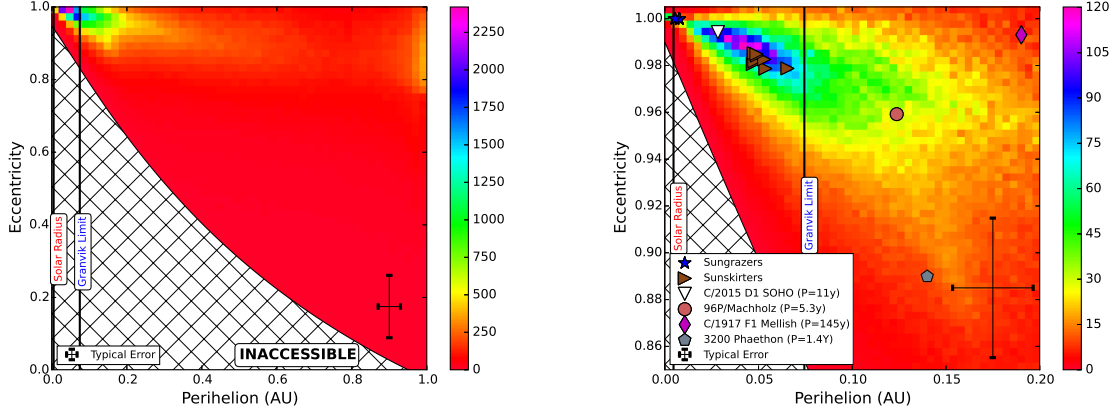 1.0
0.8
0.6
0.4
0.2
0.0
Eccentricity
0.0
0.2
0.4
0.6
0.8
1.0
Perihelion (AU)
Solar Radius
Granvik Limit
Typical Error
INACCESSIBLE
2250
2000
1750
1500
1250
1000
750
500
250
0
1.00
0.98
0.96
0.94
0.92
0.90
0.88
0.86
Eccentricity
0.00
0.05
0.10
0.15
0.20
Perihelion (AU)
Solar Radius
Granvik Limit
Sungrazers
Sunskirters
C/2015 D1 SOHO (P=11y)
96P/Machholz (P=5.3y)
C/1917 F1 Mellish (P=145y)
3200 Phaethon (P=1.4Y)
Typical Error
120
105
90
75
60
45
30
15
0